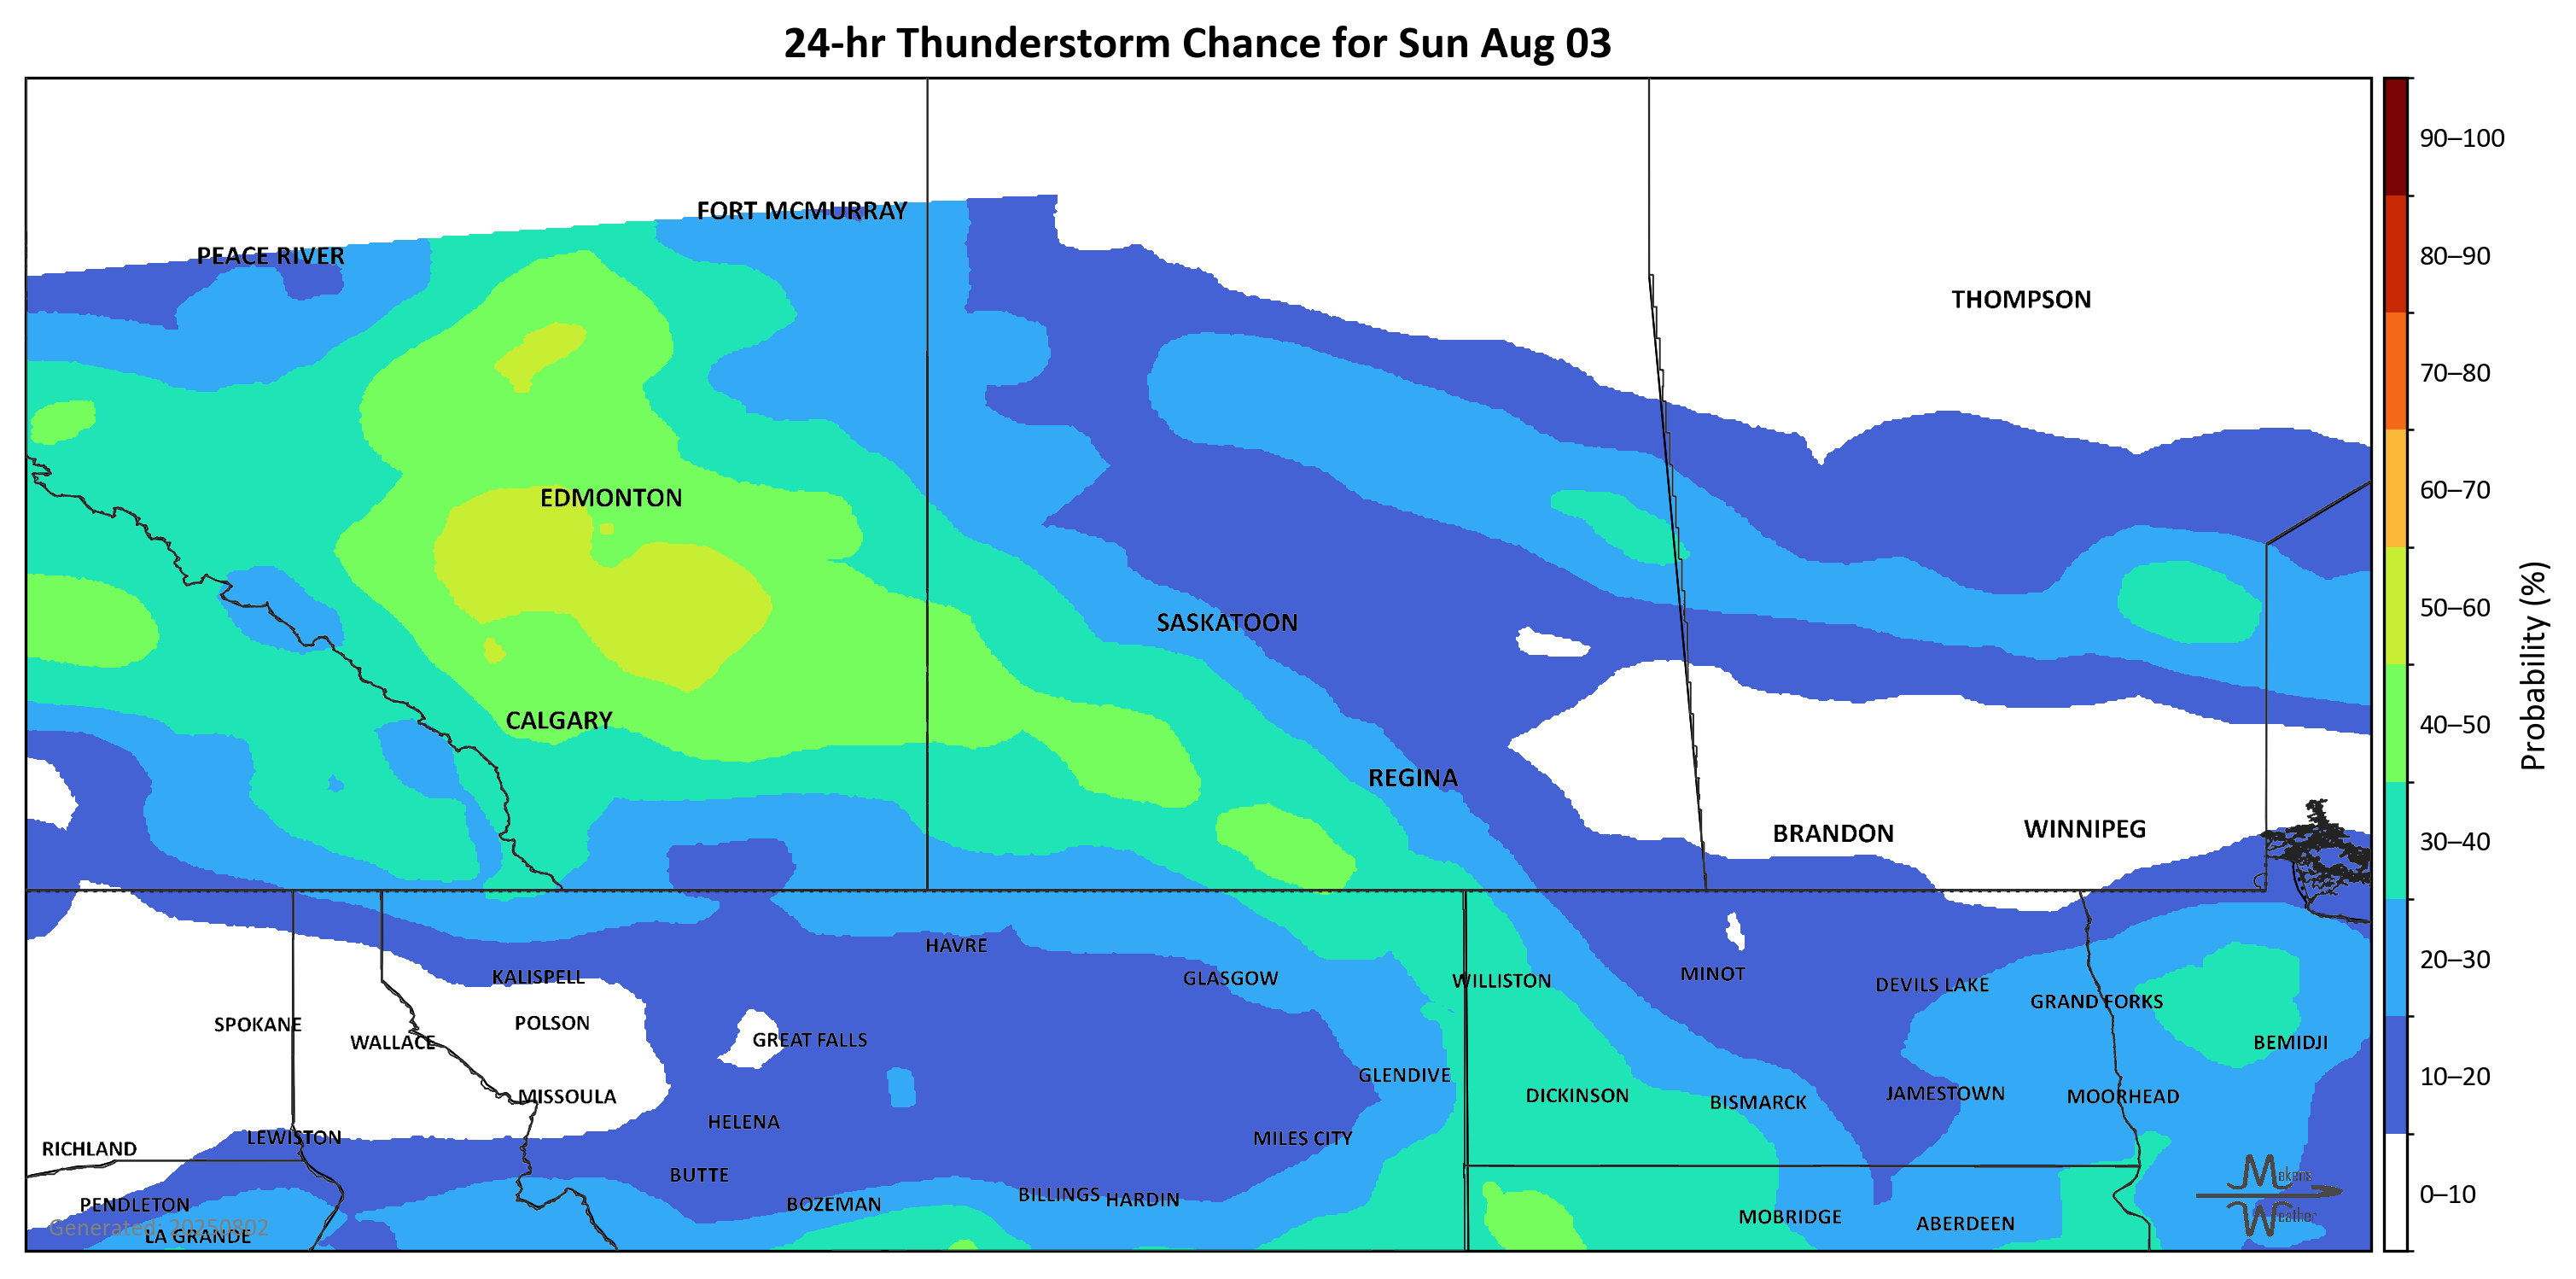 24-hr Thunderstorm Chance for Sun Aug 03
90–100
FORT MCMURRAY
80–90
PEACE RIVER
THOMPSON
70–80
60–70
EDMONTON
50–60
SASKATOON
Probability (%)
CALGARY
40–50
REGINA
BRANDON
WINNIPEG
30–40
HAVRE
20–30
KALISPELL
GLASGOW
WILLISTON
MINOT
DEVILS LAKE
GRAND FORKS
SPOKANE
POLSON
WALLACE
GREAT FALLS
BEMIDJI
GLENDIVE
10–20
MISSOULA
DICKINSON
BISMARCK
JAMESTOWN
MOORHEAD
HELENA
LEWISTON
MILES CITY
RICHLAND
BUTTE
Makens
Weather
0–10
PENDLETON
BOZEMAN
BILLINGS
HARDIN
MOBRIDGE
ABERDEEN
Generated: 20250802
LA GRANDE